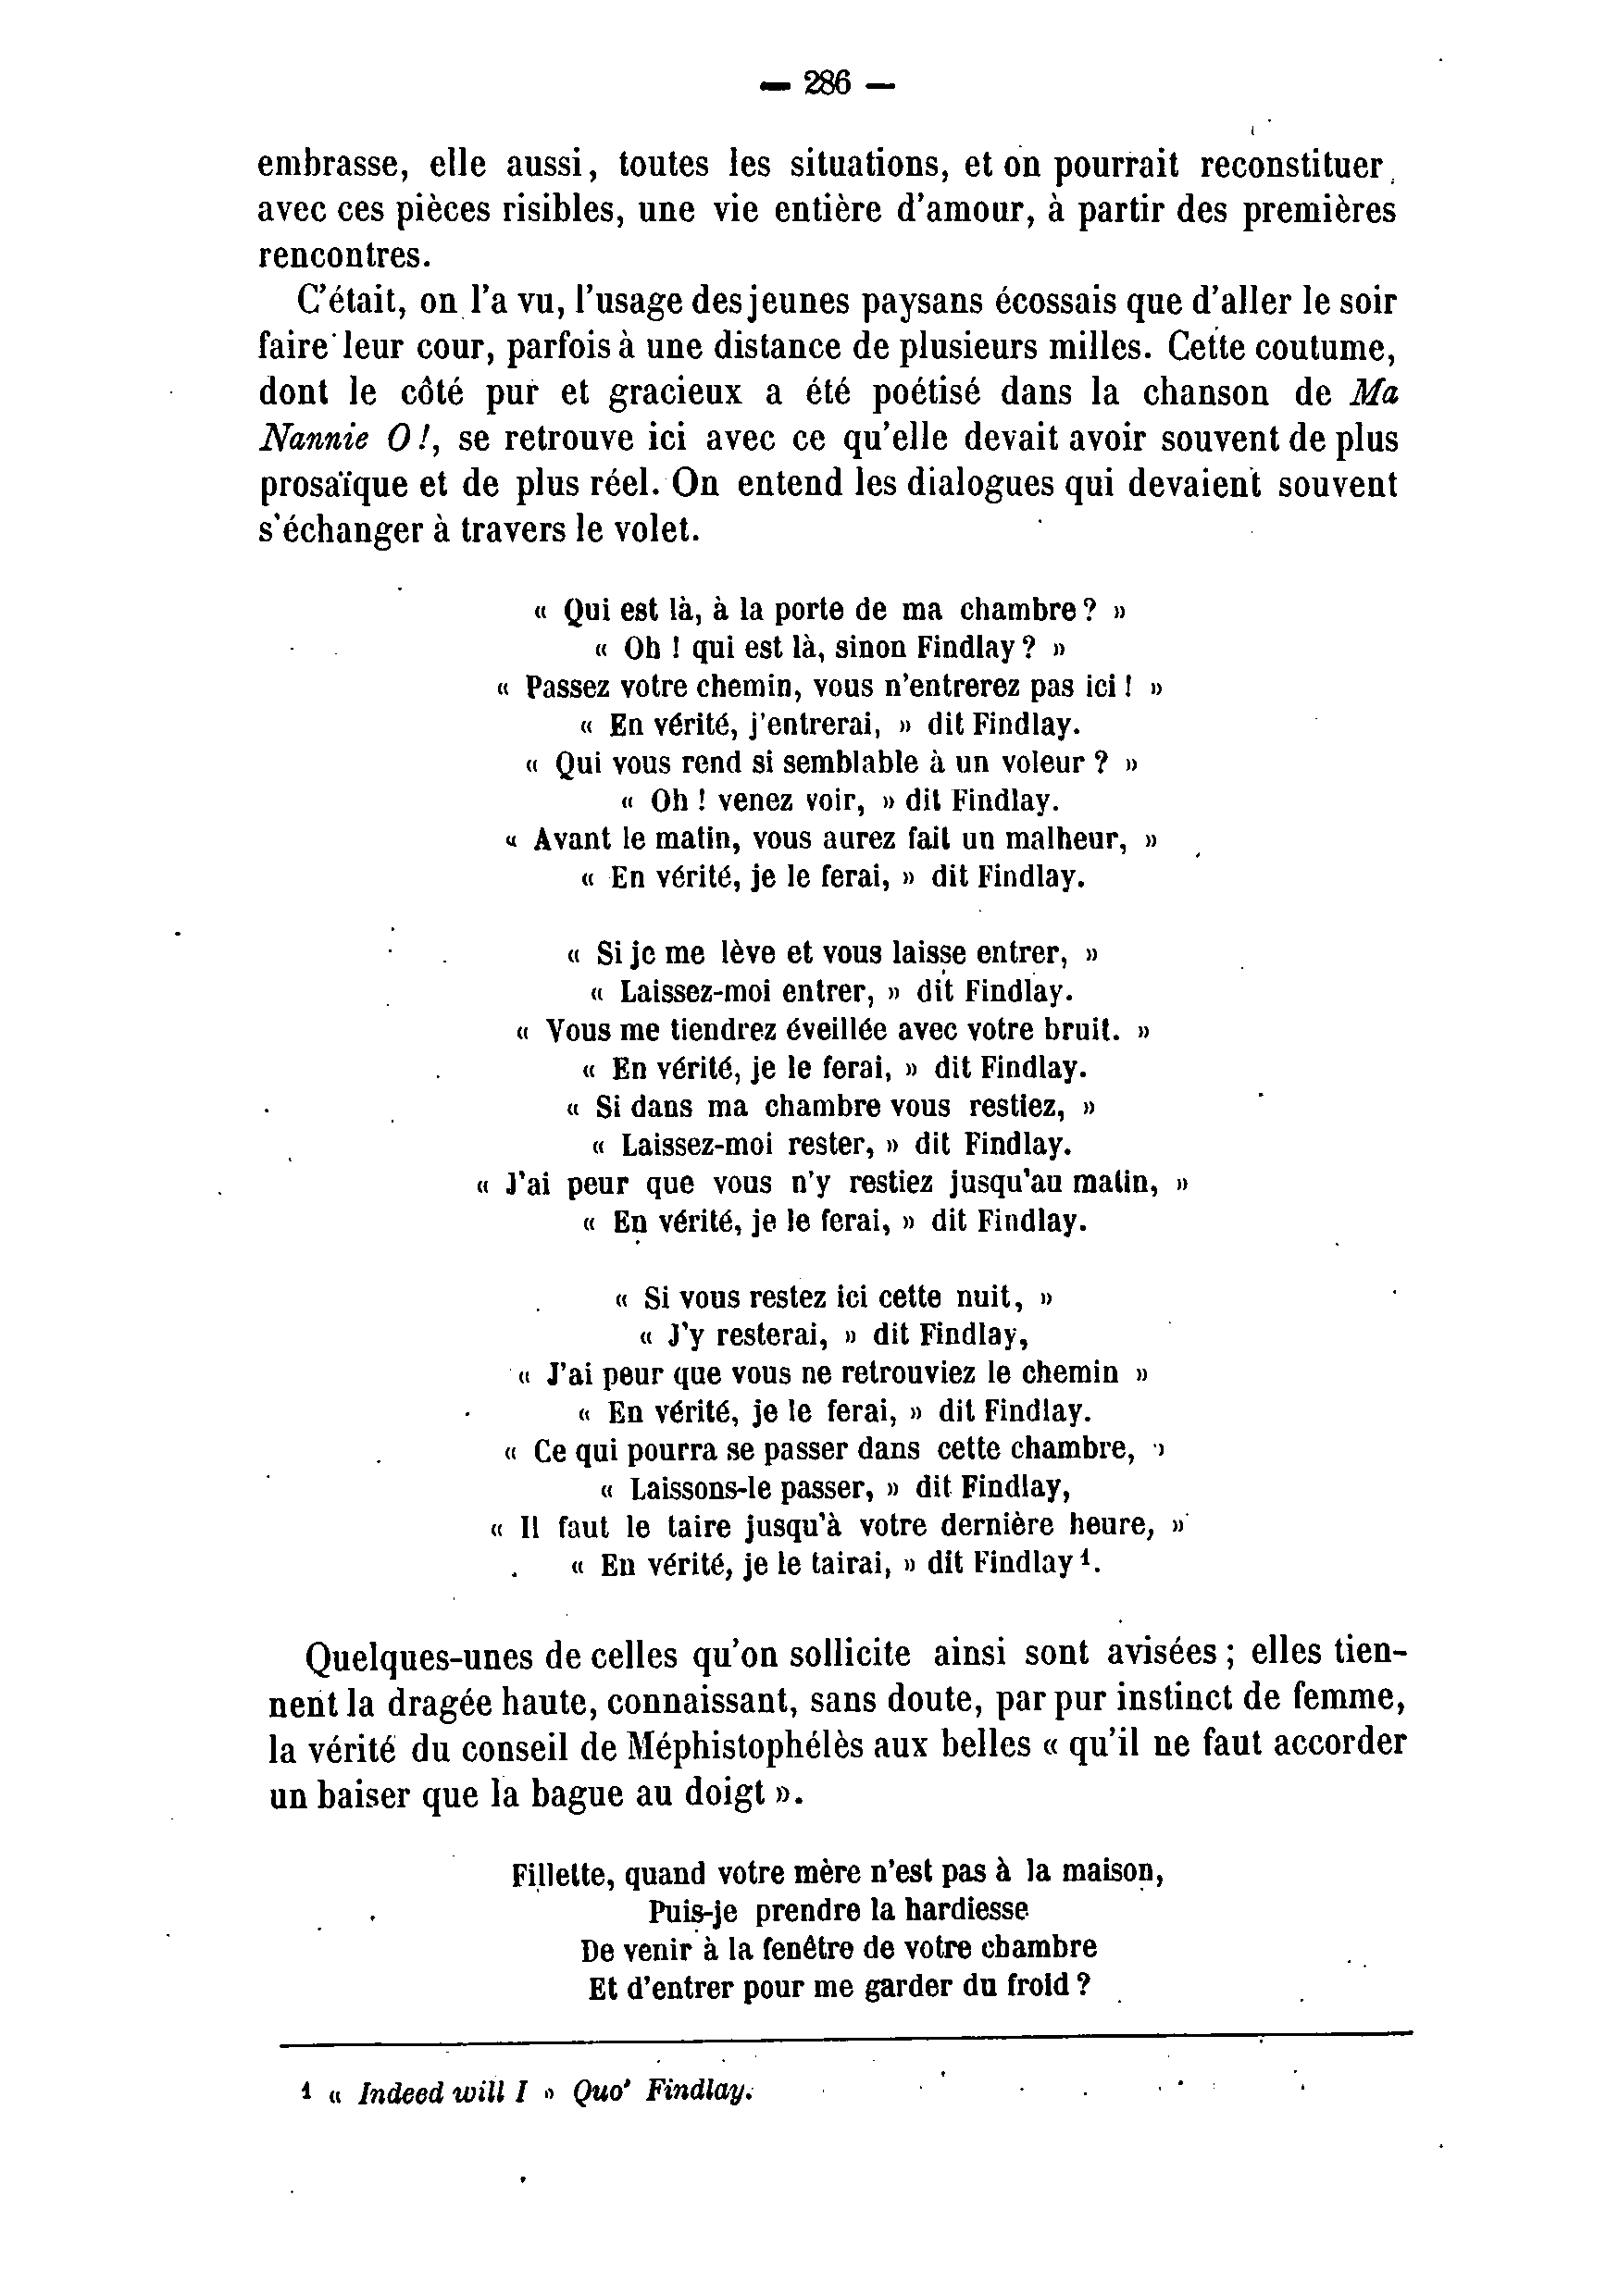 — 286 —
embrasse, elle aussi, toutes les situations, et on pourrait reconstituer
avec ces pièces risibles, une vie entière d'amour, à partir des premières
rencontres.
C'était, on l'a vu, l'usage des jeunes paysans écossais que d'aller le soir
faire leur cour, parfois à une distance de plusieurs milles. Cette coutume,
dont le côté pur et gracieux a été poétisé dans la chanson de Ma
Nannie O!, se retrouve ici avec ce qu'elle devait avoir souvent de plus
prosaïque et de plus réel. On entend les dialogues qui devaient souvent
s'échanger à travers le volet.
« Qui est là, à la porte de ma chambre ? »
« Oh ! qui est là, sinon Findlay ? »
« Passez votre chemin, vous n'entrerez pas ici ! »
« En vérité, j'entrerai, » dit Findlay.
« Qui vous rend si semblable à un voleur ? »
« Oh ! venez voir, » dit Findlay.
« Avant le matin, vous aurez fait un malheur, »
« En vérité, je le ferai, » dit Findlay.
« Si je me lève et vous laisse entrer, »
« Laissez-moi entrer, » dit Findlay.
« Vous me tiendrez éveillée avec votre bruit. »
« En vérité, je le ferai, » dit Findlay.
« Si dans ma chambre vous restiez, »
« Laissez-moi rester, » dit Findlay.
« J'ai peur que vous n'y restiez jusqu'au matin, »
« En vérité, je le ferai, » dit Findlay.
« Si vous restez ici cette nuit, »
« J'y resterai, » dit Findlay,
« J'ai peur que vous ne retrouviez le chemin »
« En vérité, je le ferai, » dit Findlay.
« Ce qui pourra se passer dans cette chambre, »
« Laissons-le passer, » dit Findlay,
« Il faut le taire jusqu'à votre dernière heure, »
« En vérité, je le tairai, » dit Findlay 1.
Quelques-unes de celles qu'on sollicite ainsi sont avisées ; elles tien-
nent la dragée haute, connaissant, sans doute, par pur instinct de femme,
la vérité du conseil de Méphistophélès aux belles « qu'il ne faut accorder
un baiser que la bague au doigt ».
Fillette, quand votre mère n'est pas à la maison,
Puis-je prendre la hardiesse
De venir à la fenêtre de votre chambre
Et d'entrer pour me garder du froid ?
1 « Indeed will I » Quo' Findlay.